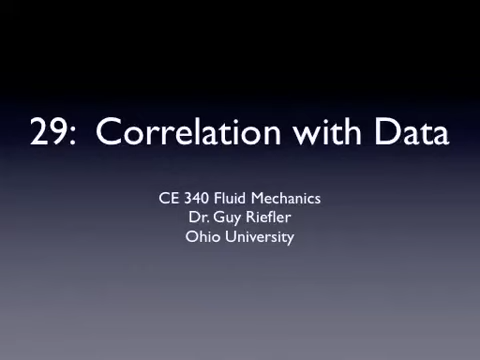 29: Correlation with Data
CE 340 Fluid Mechanics
Dr. Guy Riefler
Ohio University